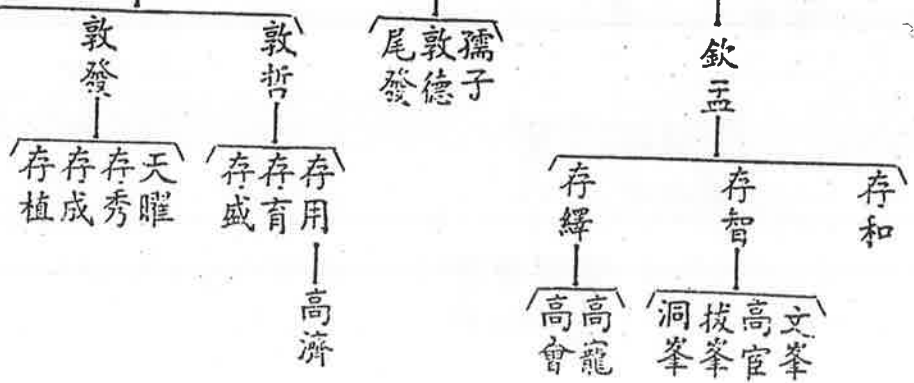 欽孟
孺子
敦德
尾發
敦哲
敦發
存和
存智
存繹
存用
存育
存盛
天曜
存秀
存成
存植
文峯
高宦
拔峯
洞峯
高寵
高曾
高濟